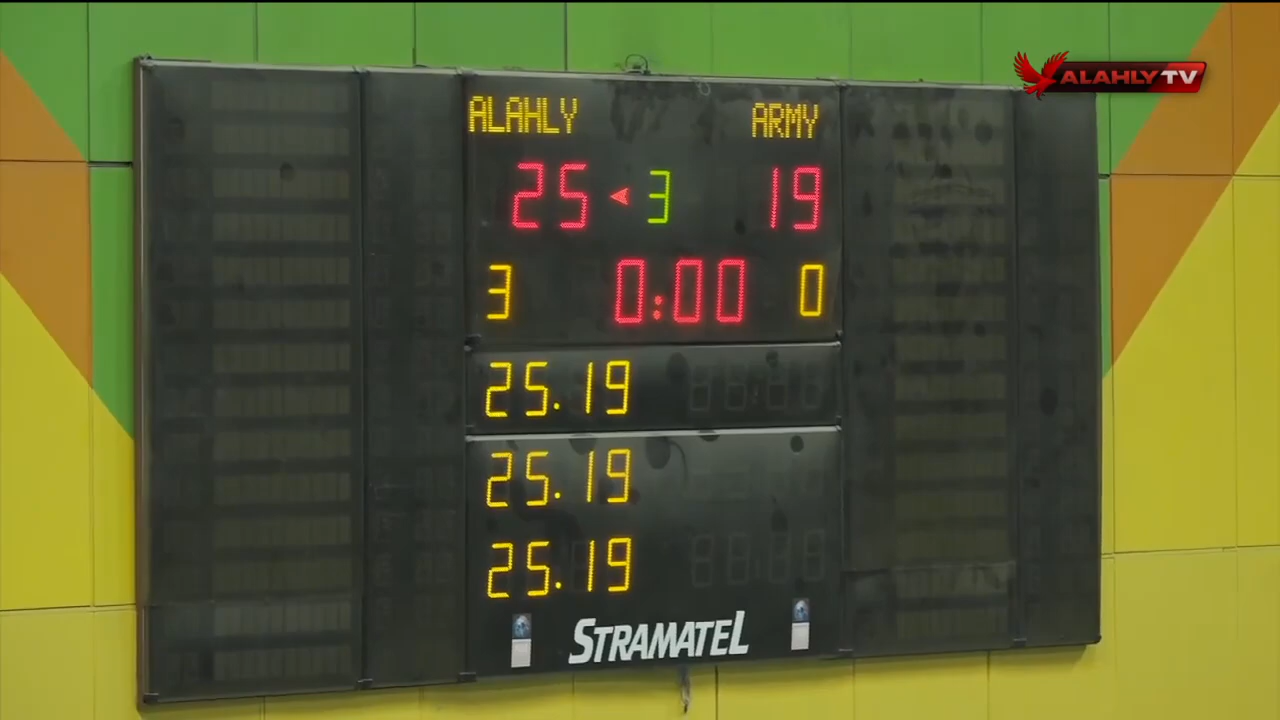 ALAHLY TV
ALAHLY ARMY
25 3 19
3 0:00 0
25.19
25.19
25.19
STRAMATEL